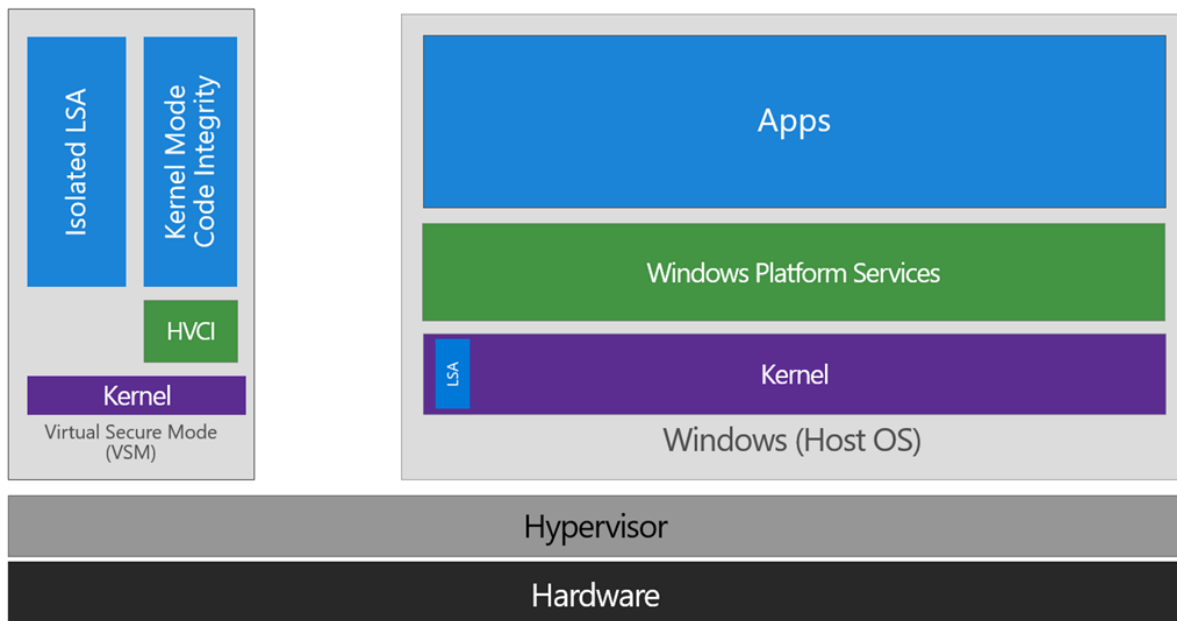 Isolated LSA
Kernel Mode
Code Integrity
HVCI
Kernel
Virtual Secure Mode
(VSM)
Apps
Windows Platform Services
LSA
Kernel
Windows (Host OS)
Hypervisor
Hardware